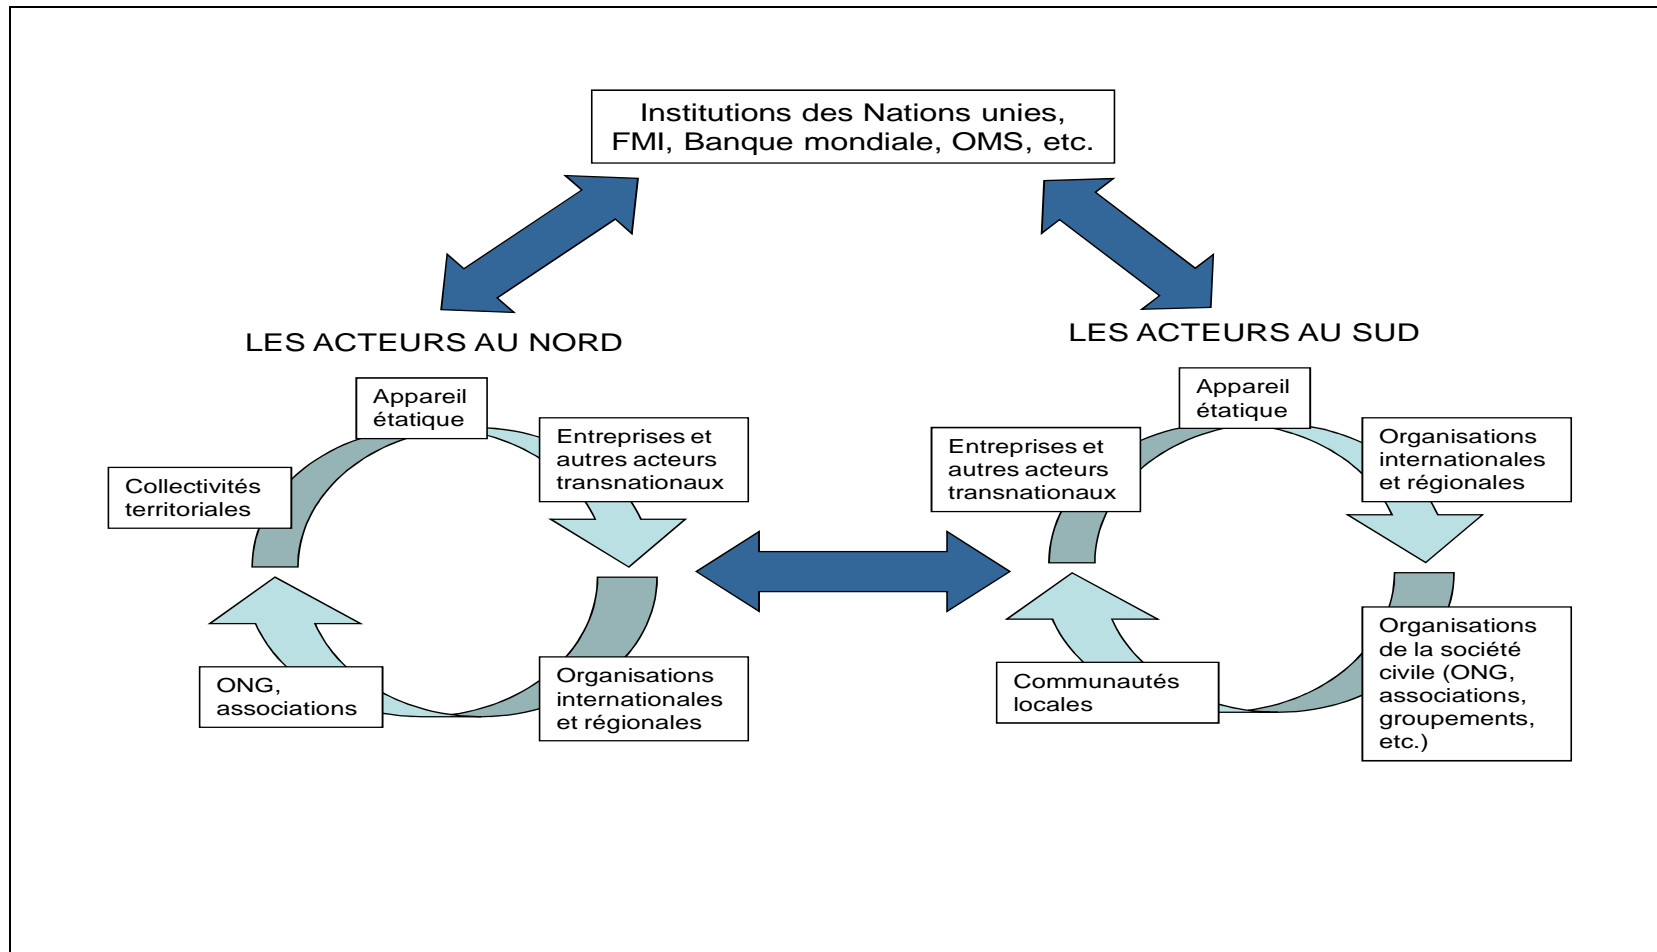 Institutions des Nations unies,
FMI, Banque mondiale, OMS, etc.
LES ACTEURS AU NORD
Appareil
étatique
Entreprises et
autres acteurs
transnationaux
Collectivités
territoriales
ONG,
associations
Organisations
internationales
et régionales
LES ACTEURS AU SUD
Appareil
étatique
Entreprises et
autres acteurs
transnationaux
Organisations
internationales
et régionales
Communautés
locales
Organisations
de la société
civile (ONG,
associations,
groupements,
etc.)